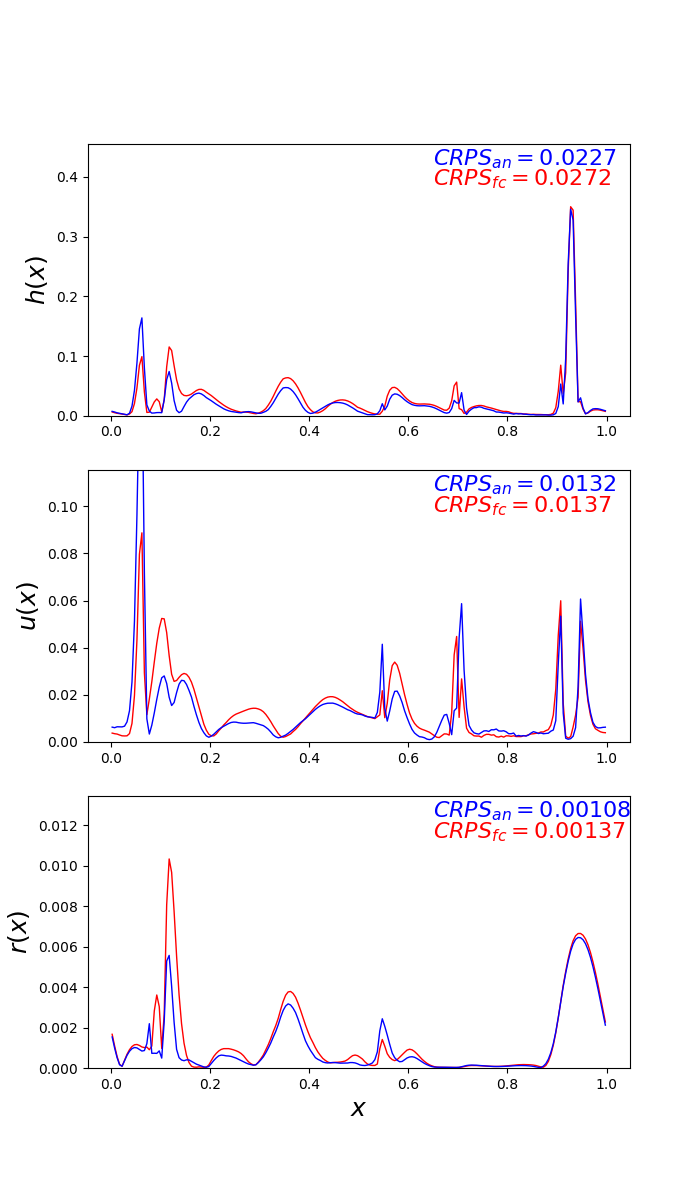 CRPS_an = 0.0227
CRPS_fc = 0.0272
0.4
0.3
0.2
0.1
0.0
h(x)
0.0 0.2 0.4 0.6 0.8 1.0
CRPS_an = 0.0132
CRPS_fc = 0.0137
0.10
0.08
0.06
0.04
0.02
0.00
u(x)
0.0 0.2 0.4 0.6 0.8 1.0
CRPS_an = 0.00108
CRPS_fc = 0.00137
0.012
0.010
0.008
0.006
0.004
0.002
0.000
r(x)
0.0 0.2 0.4 0.6 0.8 1.0
x